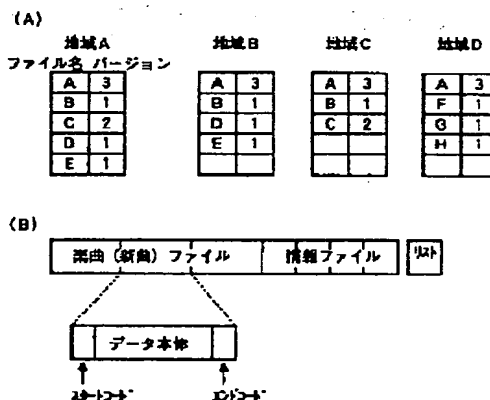 (A)
地域A 地域B 地域C 地域D
ファイル名 バージョン
A 3 A 3 A 3 A 3
B 1 B 1 B 1 F 1
C 2 D 1 C 2 G 1
D 1 E 1 H 1
E 1
(B)
楽曲(新曲)ファイル 情報ファイル リスト
データ本体
スタートコード エンドコード